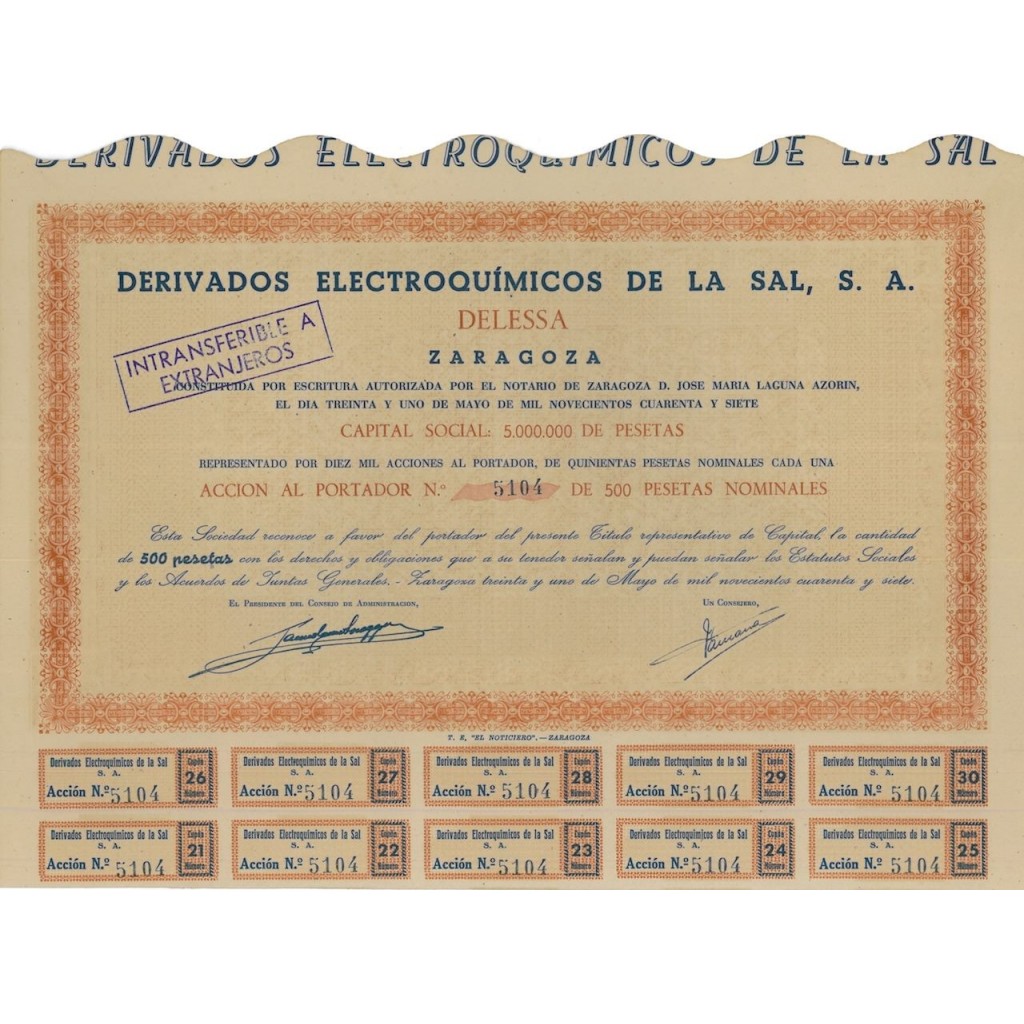 DERIVADOS ELECTROQUÍMICOS DE LA SAL
DERIVADOS ELECTROQUÍMICOS DE LA SAL, S. A.
DELESSA
ZARAGOZA
INTRANSFERIBLE A
EXTRANJEROS
CONSTITUIDA POR ESCRITURA AUTORIZADA POR EL NOTARIO DE ZARAGOZA D. JOSE MARIA LAGUNA AZORIN,
EL DIA TREINTA Y UNO DE MAYO DE MIL NOVECIENTOS CUARENTA Y SIETE
CAPITAL SOCIAL: 5.000.000 DE PESETAS
REPRESENTADO POR DIEZ MIL ACCIONES AL PORTADOR, DE QUINIENTAS PESETAS NOMINALES CADA UNA
ACCION AL PORTADOR N.º 5104 DE 500 PESETAS NOMINALES
Esta Sociedad reconoce a favor del portador del presente Título representativo de Capital, la cantidad
de 500 pesetas con los derechos y obligaciones que a su tenedor señalan y puedan señalar los Estatutos Sociales
y los Acuerdos de Juntas Generales. - Zaragoza treinta y uno de Mayo de mil novecientos cuarenta y siete.
EL PRESIDENTE DEL CONSEJO DE ADMINISTRACION, UN CONSEJERO,
T. E. "EL NOTICIERO". — ZARAGOZA
Derivados Electroquímicos de la Sal
S. A.
Acción N.º 5104
Cupón
26
Número
Derivados Electroquímicos de la Sal
S. A.
Acción N.º 5104
Cupón
27
Número
Derivados Electroquímicos de la Sal
S. A.
Acción N.º 5104
Cupón
28
Número
Derivados Electroquímicos de la Sal
S. A.
Acción N.º 5104
Cupón
29
Número
Derivados Electroquímicos de la Sal
S. A.
Acción N.º 5104
Cupón
30
Número
Derivados Electroquímicos de la Sal
S. A.
Acción N.º 5104
Cupón
21
Número
Derivados Electroquímicos de la Sal
S. A.
Acción N.º 5104
Cupón
22
Número
Derivados Electroquímicos de la Sal
S. A.
Acción N.º 5104
Cupón
23
Número
Derivados Electroquímicos de la Sal
S. A.
Acción N.º 5104
Cupón
24
Número
Derivados Electroquímicos de la Sal
S. A.
Acción N.º 5104
Cupón
25
Número